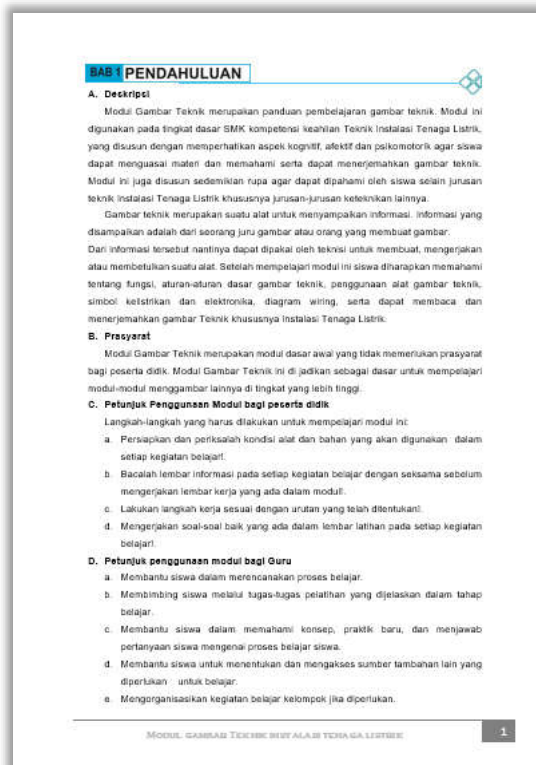 BAB 1 PENDAHULUAN
A. Deskripsi
Modul Gambar Teknik merupakan panduan pembelajaran gambar teknik. Modul ini
digunakan pada tingkat dasar SMK kompetensi keahlian Teknik Instalasi Tenaga Listrik,
yang disusun dengan memperhatikan aspek kognitif, afektif dan psikomotorik agar siswa
dapat menguasai materi dan memahami serta dapat menerjemahkan gambar teknik.
Modul ini juga disusun sedemikian rupa agar dapat dipahami oleh siswa selain jurusan
teknik Instalasi Tenaga Listrik khususnya jurusan-jurusan keteknikan lainnya.
Gambar teknik merupakan suatu alat untuk menyampaikan informasi. Informasi yang
disampaikan adalah dari seorang juru gambar atau orang yang membuat gambar.
Dari informasi tersebut nantinya dapat dipakai oleh teknisi untuk membuat, mengerjakan
atau membetulkan suatu alat. Setelah mempelajari modul ini siswa diharapkan memahami
tentang fungsi, aturan-aturan dasar gambar teknik, penggunaan alat gambar teknik,
simbol kelistrikan dan elektronika, diagram wiring, serta dapat membaca dan
menerjemahkan gambar Teknik khususnya Instalasi Tenaga Listrik.
B. Prasyarat
Modul Gambar Teknik merupakan modul dasar awal yang tidak memerlukan prasyarat
bagi peserta didik. Modul Gambar Teknik ini di jadikan sebagai dasar untuk mempelajari
modul-modul menggambar lainnya di tingkat yang lebih tinggi.
C. Petunjuk Penggunaan Modul bagi peserta didik
Langkah-langkah yang harus dilakukan untuk mempelajari modul ini:
a. Persiapkan dan periksalah kondisi alat dan bahan yang akan digunakan dalam
setiap kegiatan belajar!.
b. Bacalah lembar informasi pada setiap kegiatan belajar dengan seksama sebelum
mengerjakan lembar kerja yang ada dalam modul!.
c. Lakukan langkah kerja sesuai dengan urutan yang telah ditentukan!.
d. Mengerjakan soal-soal baik yang ada dalam lembar latihan pada setiap kegiatan
belajar!.
D. Petunjuk penggunaan modul bagi Guru
a. Membantu siswa dalam merencanakan proses belajar.
b. Membimbing siswa melalui tugas-tugas pelatihan yang dijelaskan dalam tahap
belajar.
c. Membantu siswa dalam memahami konsep, praktik baru, dan menjawab
pertanyaan siswa mengenai proses belajar siswa.
d. Membantu siswa untuk menentukan dan mengakses sumber tambahan lain yang
diperlukan untuk belajar.
e. Mengorganisasikan kegiatan belajar kelompok jika diperlukan.
MODUL GAMBAR TEKNIK INSTALASI TENAGA LISTRIK 1